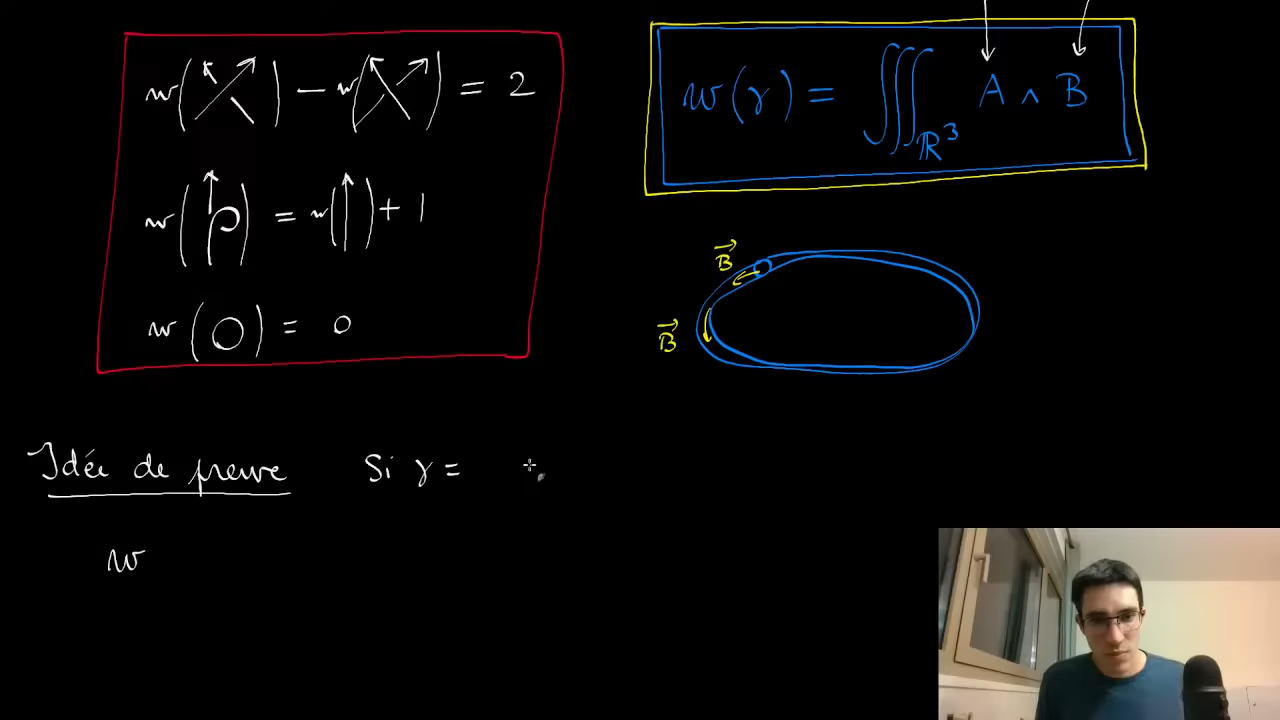 w( ) - w( ) = 2
w( ) = w( ) + 1
w(O) = 0
w(γ) = ∭_{ℝ³} A ∧ B
B⃗
B⃗
Idée de preuve Si γ =
w